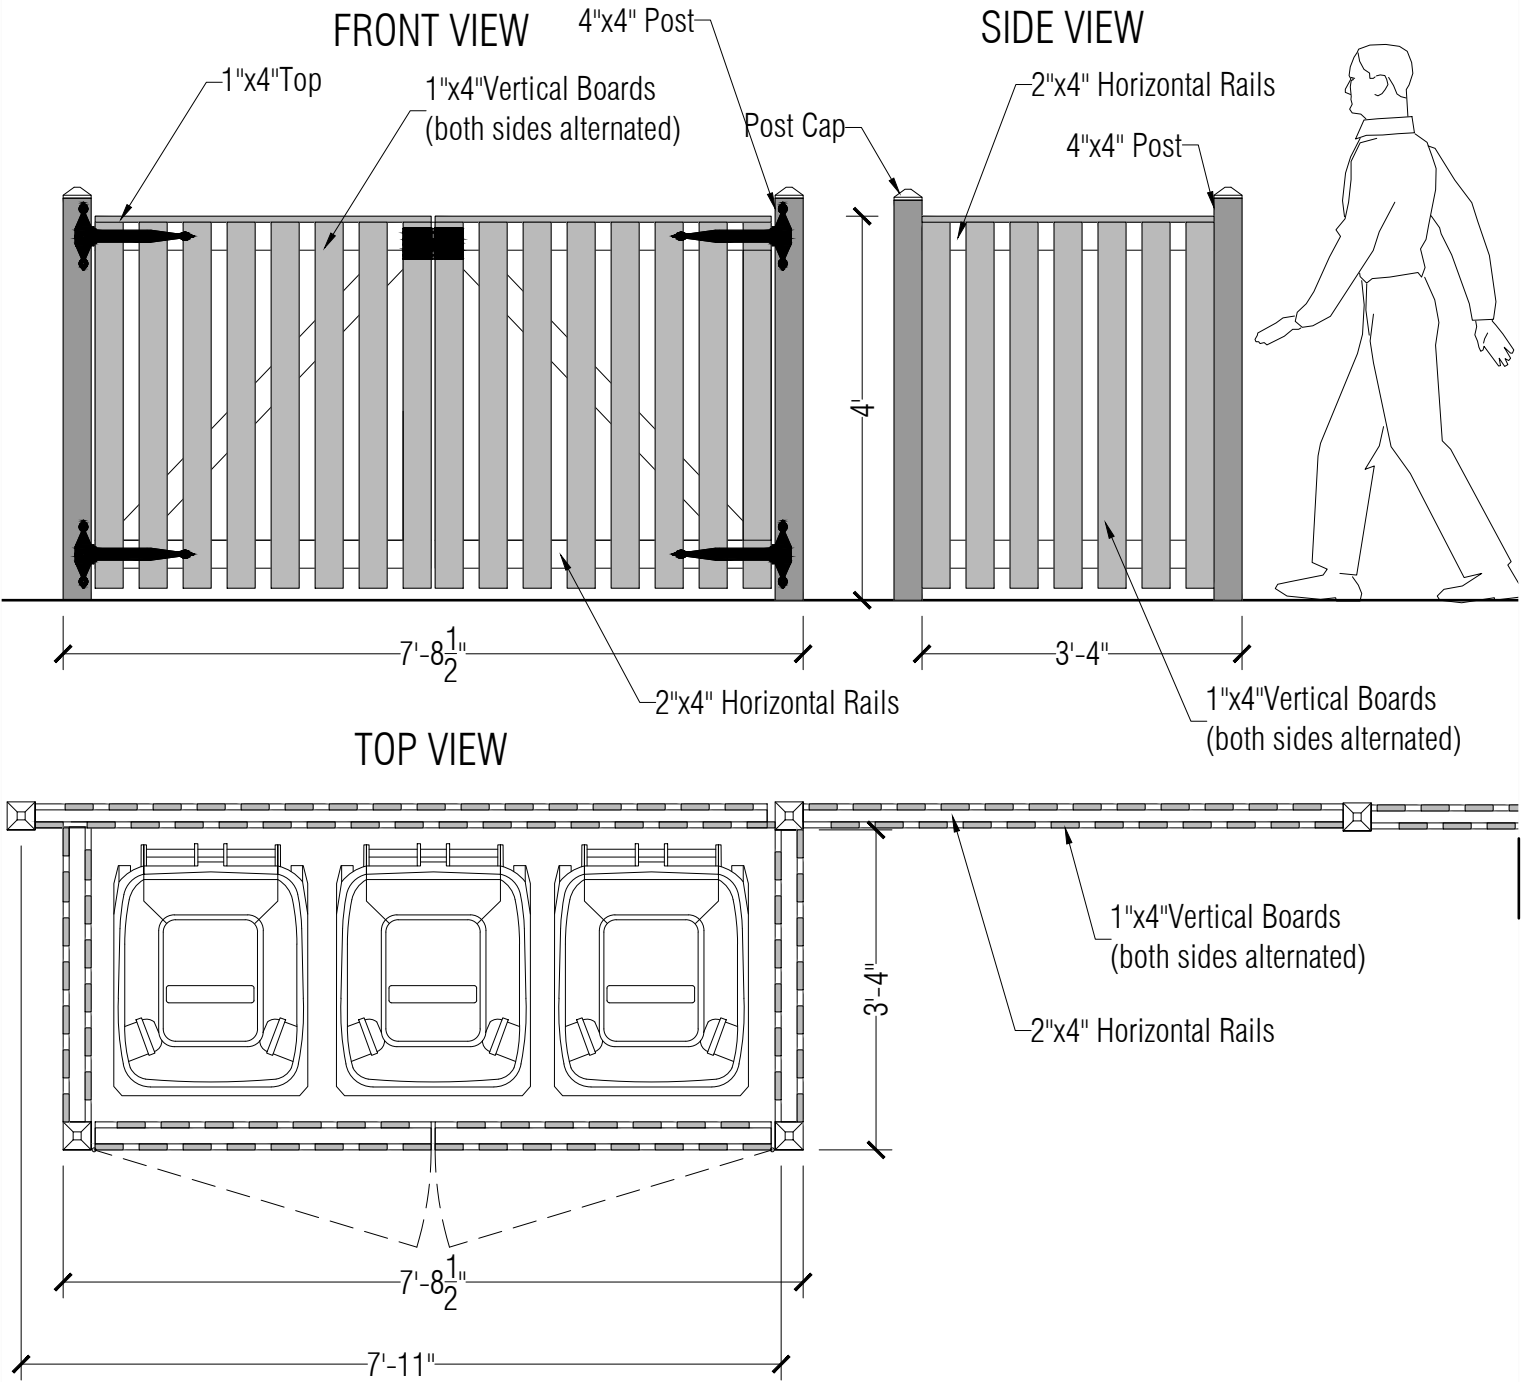 FRONT VIEW
4"x4" Post
SIDE VIEW
1"x4"Top
1"x4"Vertical Boards
(both sides alternated)
2"x4" Horizontal Rails
Post Cap
4"x4" Post
4'
7'-8 1/2"
3'-4"
2"x4" Horizontal Rails
1"x4"Vertical Boards
(both sides alternated)
TOP VIEW
1"x4"Vertical Boards
(both sides alternated)
3'-4"
2"x4" Horizontal Rails
7'-8 1/2"
7'-11"